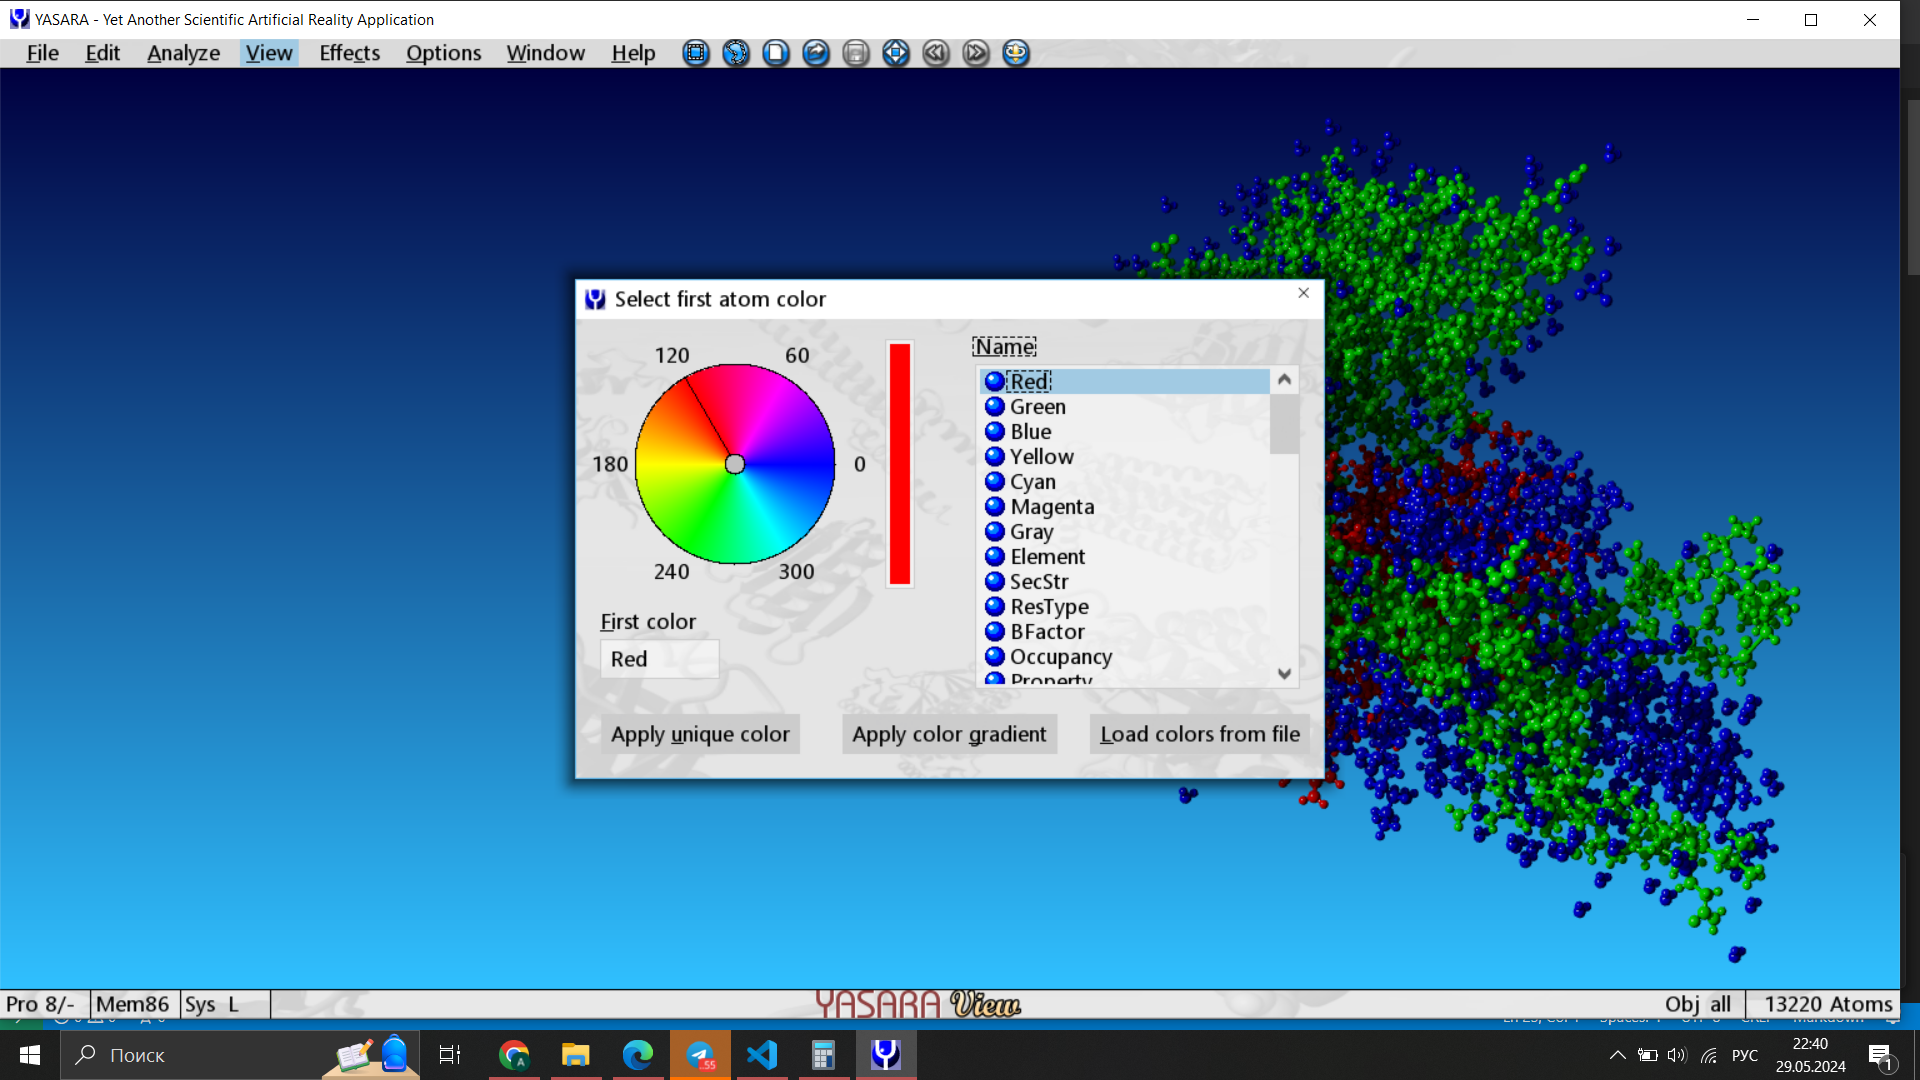 YASARA - Yet Another Scientific Artificial Reality Application
File Edit Analyze View Effects Options Window Help
Select first atom color
120 60
180 0
240 300
First color
Red
Name
Red
Green
Blue
Yellow
Cyan
Magenta
Gray
Element
SecStr
ResType
BFactor
Occupancy
Property
Apply unique color Apply color gradient Load colors from file
Pro 8/- Mem86 Sys L YASARA View Obj all 13220 Atoms
Поиск
A
55
РУС
22:40
29.05.2024
1